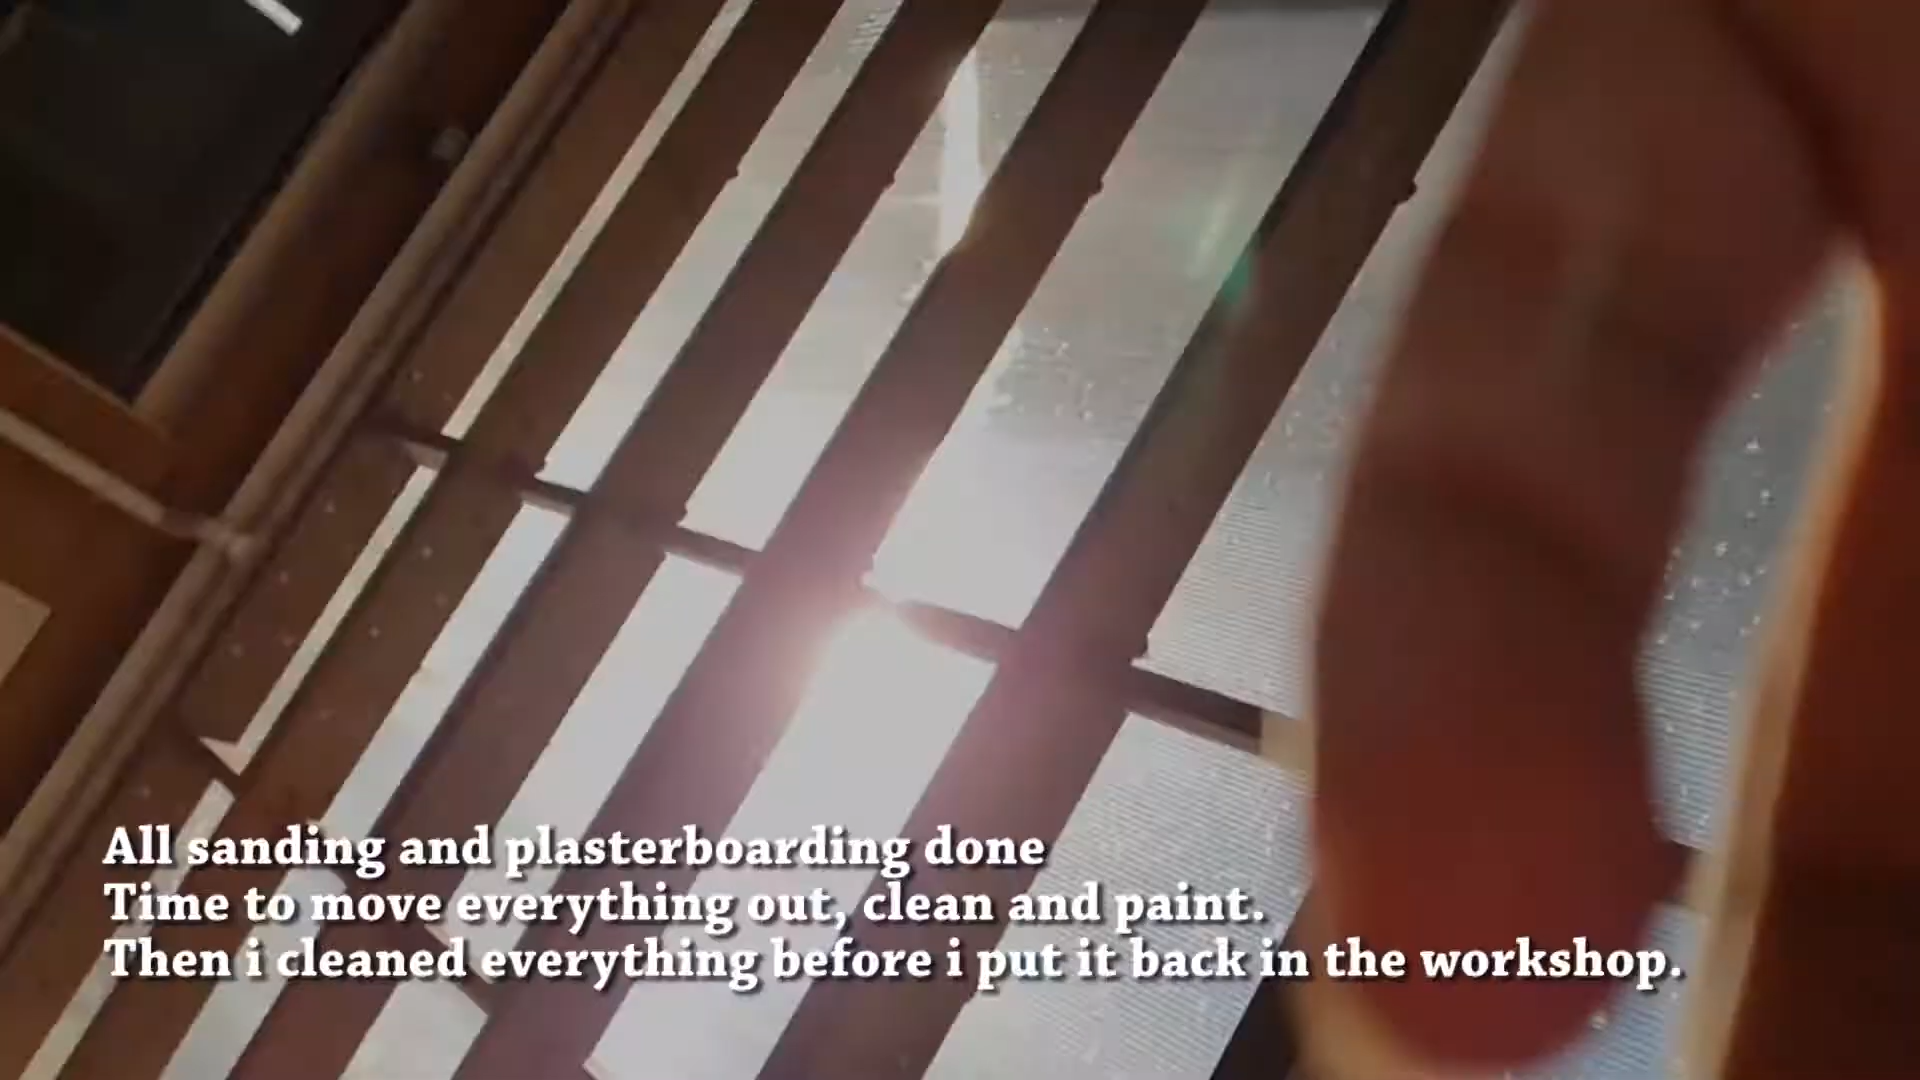 All sanding and plasterboarding done
Time to move everything out, clean and paint.
Then i cleaned everything before i put it back in the workshop.